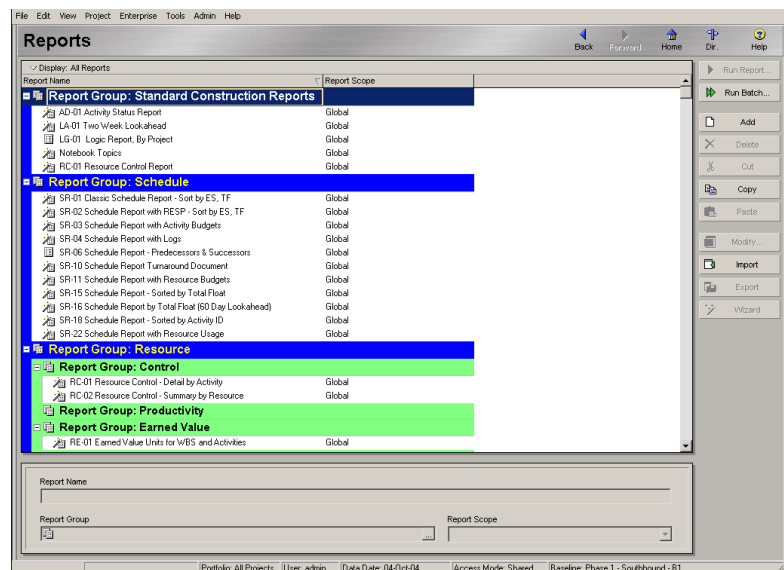 File Edit View Project Enterprise Tools Admin Help
Reports
Back Forward Home Dir. Help
Display: All Reports
Report Name Report Scope
Report Group: Standard Construction Reports
AD-01 Activity Status Report Global
LA-01 Two Week Lookahead Global
LG-01 Logic Report, By Project Global
Notebook Topics Global
RC-01 Resource Control Report Global
Report Group: Schedule
SR-01 Classic Schedule Report - Sort by ES, TF Global
SR-02 Schedule Report with RESP - Sort by ES, TF Global
SR-03 Schedule Report with Activity Budgets Global
SR-04 Schedule Report with Logs Global
SR-06 Schedule Report - Predecessors & Successors Global
SR-10 Schedule Report Turnaround Document Global
SR-11 Schedule Report with Resource Budgets Global
SR-15 Schedule Report - Sorted by Total Float Global
SR-16 Schedule Report by Total Float (60 Day Lookahead) Global
SR-18 Schedule Report - Sorted by Activity ID Global
SR-22 Schedule Report with Resource Usage Global
Report Group: Resource
Report Group: Control
RC-01 Resource Control - Detail by Activity Global
RC-02 Resource Control - Summary by Resource Global
Report Group: Productivity
Report Group: Earned Value
RE-01 Earned Value Units for WBS and Activities Global
Run Report...
Run Batch...
Add
Delete
Cut
Copy
Paste
Modify...
Import
Export
Wizard
Report Name
Report Group Report Scope
...
Portfolio: All Projects User: admin Data Date: 04-Oct-04 Access Mode: Shared Baseline: Phase 1 - Southbound - B1